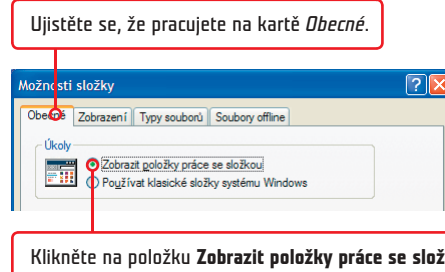 Ujistěte se, že pracujete na kartě Obecné.
Možnosti složky
Obecné Zobrazení Typy souborů Soubory offline
Úkoly
Zobrazit položky práce se složkou
Používat klasické složky systému Windows
Klikněte na položku Zobrazit položky práce se